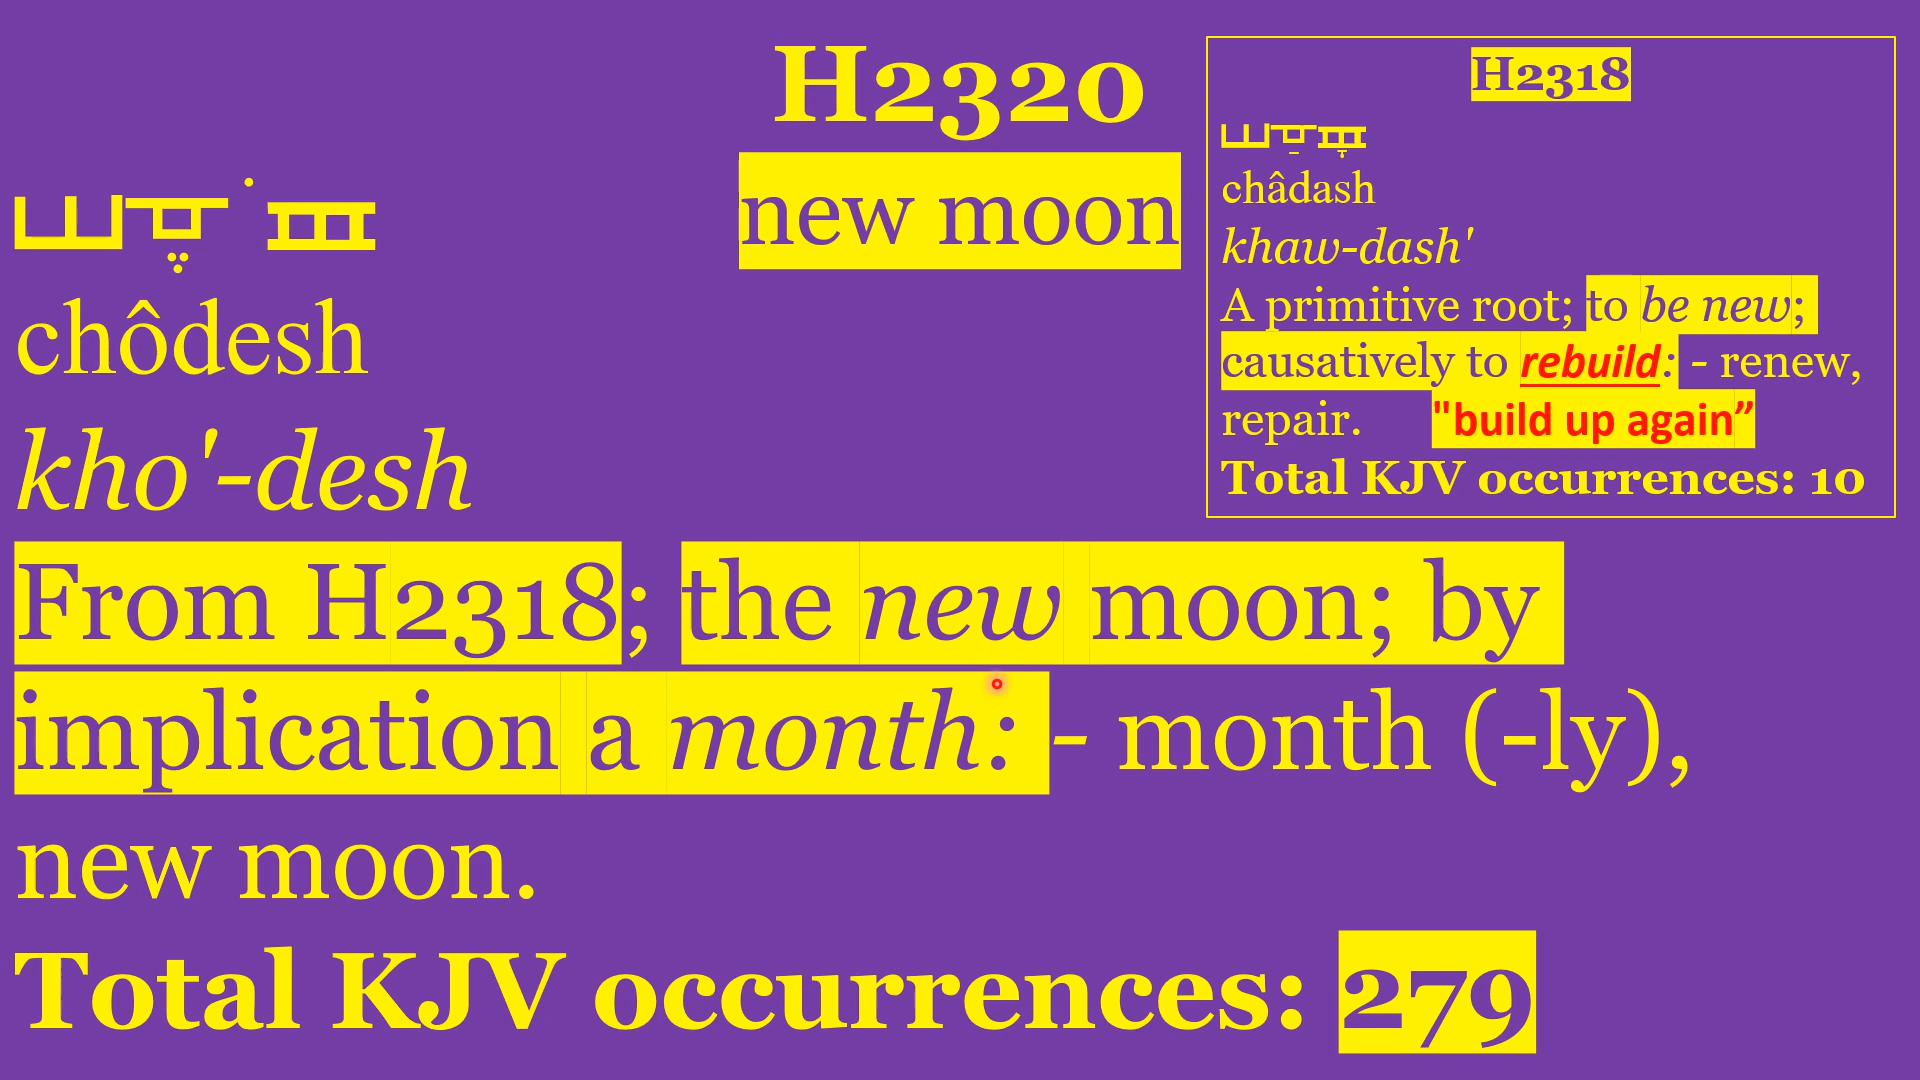 H2320
new moon
חֹדֶש
chôdesh
kho'-desh
From H2318; the new moon; by
implication a month: - month (-ly),
new moon.
Total KJV occurrences: 279
H2318
חָדַש
châdash
khaw-dash'
A primitive root; to be new;
causatively to rebuild: - renew,
repair. "build up again”
Total KJV occurrences: 10